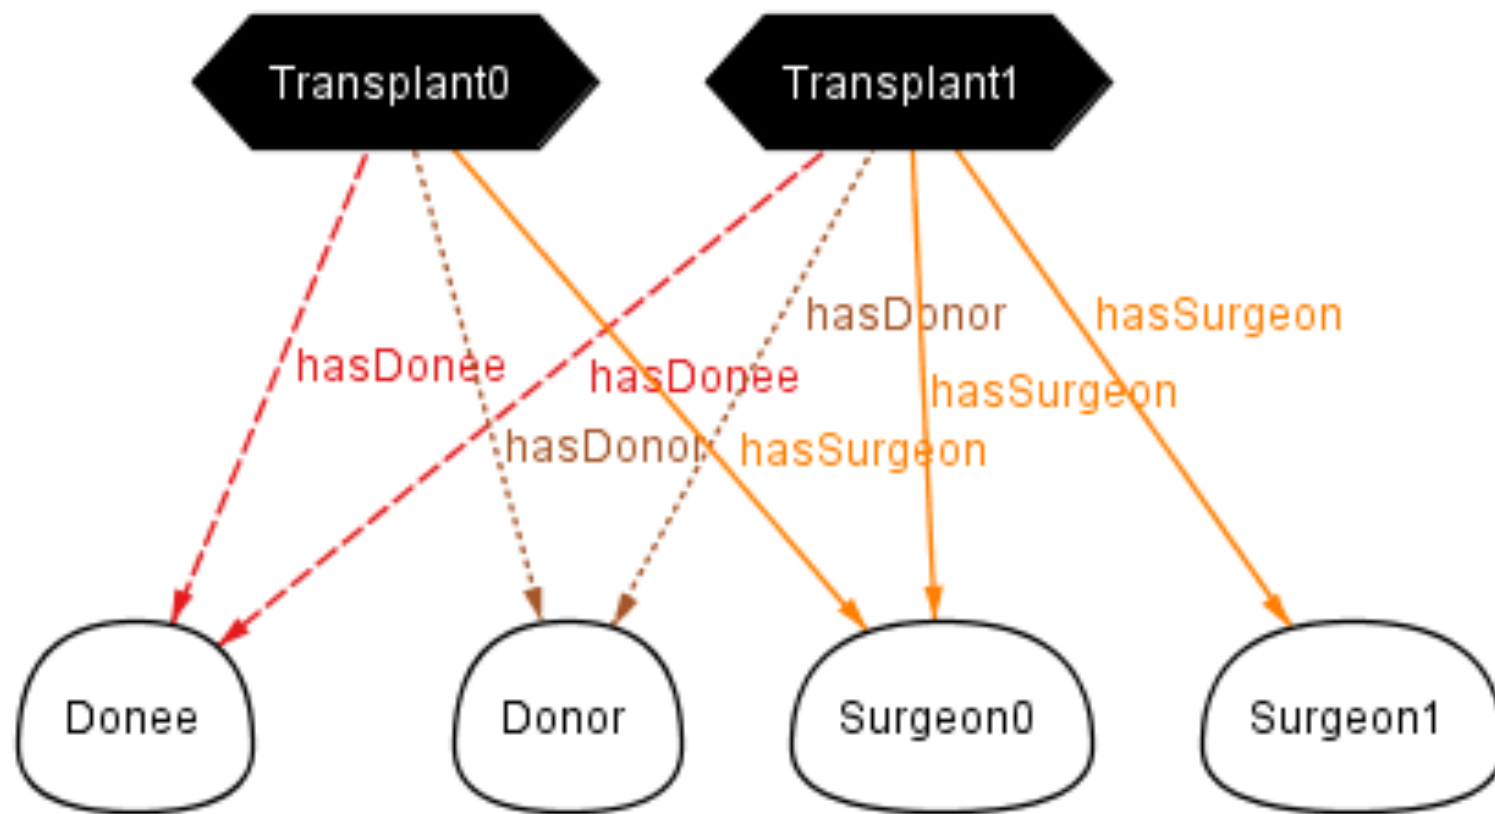 Transplant0
Transplant1
hasDonor
hasSurgeon
hasDonee
hasDonee
hasSurgeon
hasDonor
hasSurgeon
Donee
Donor
Surgeon0
Surgeon1